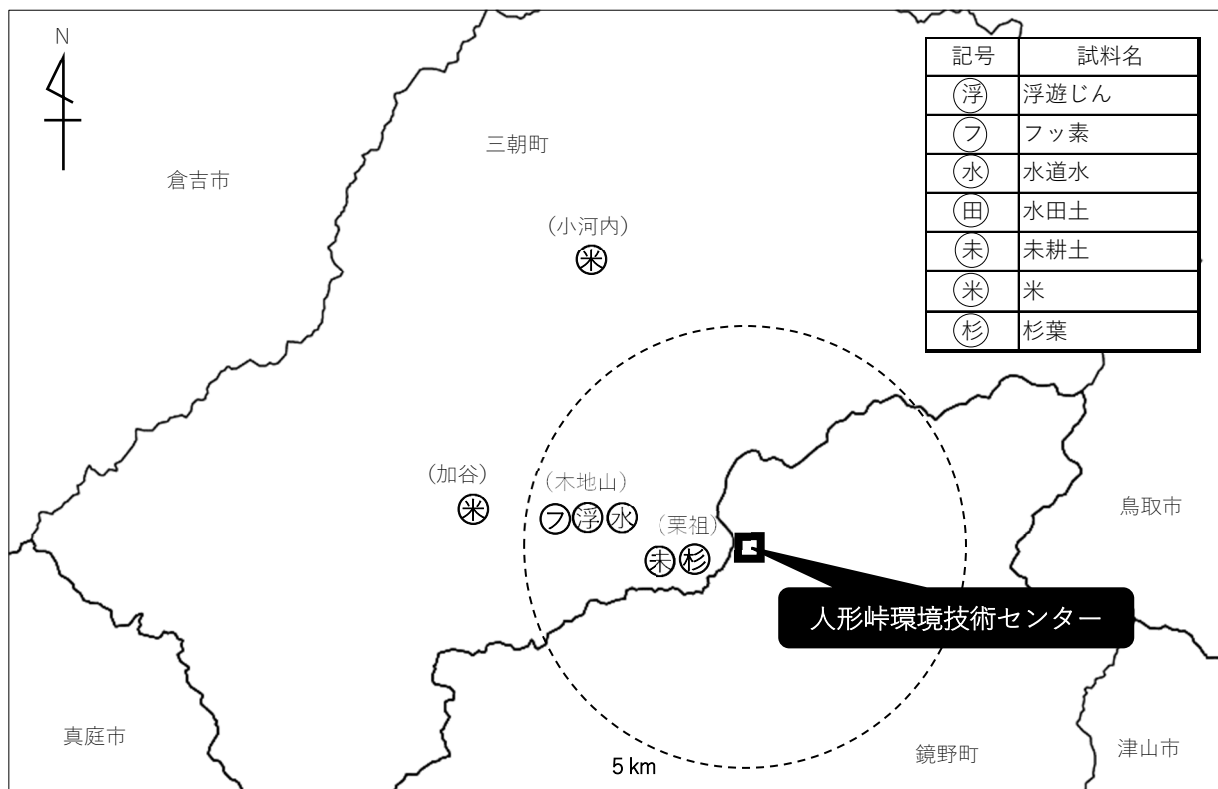 N
倉吉市
三朝町
(小河内)
米
記号 試料名
浮 浮遊じん
フ フッ素
水 水道水
田 水田土
未 未耕土
米 米
杉 杉葉
(加谷)
米
(木地山)
フ 浮 水
(栗祖)
未 杉
鳥取市
人形峠環境技術センター
真庭市
5 km
鏡野町
津山市